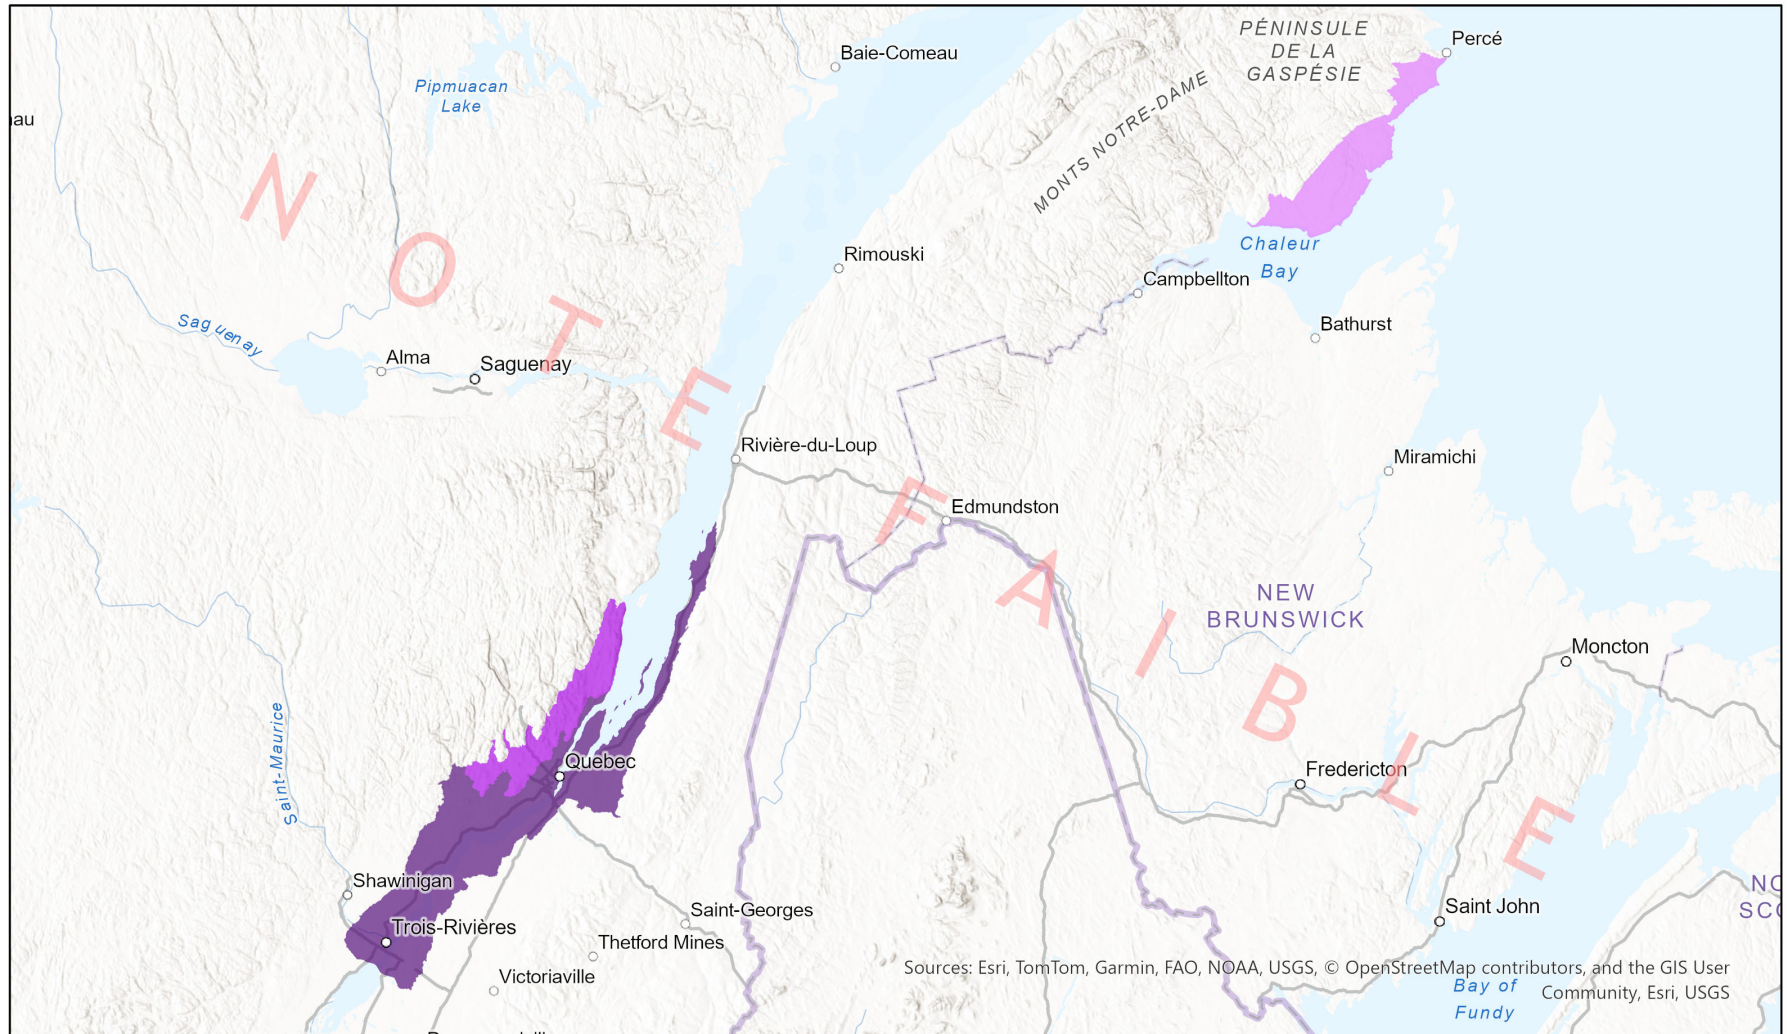 PÉNINSULE
DE LA
GASPÉSIE
Percé
Baie-Comeau
Pipmuacan
Lake
MONTS NOTRE-DAME
NOTE FAIBLE
Rimouski
Chaleur
Bay
Campbellton
Bathurst
Saguenay
Alma
Saguenay
Rivière-du-Loup
Miramichi
Edmundston
NEW
BRUNSWICK
Moncton
Saint-Maurice
Québec
Fredericton
Shawinigan
Trois-Rivières
Saint-Georges
Saint John
Thetford Mines
Victoriaville
Sources: Esri, TomTom, Garmin, FAO, NOAA, USGS, © OpenStreetMap contributors, and the GIS User
Community, Esri, USGS
Bay of
Fundy